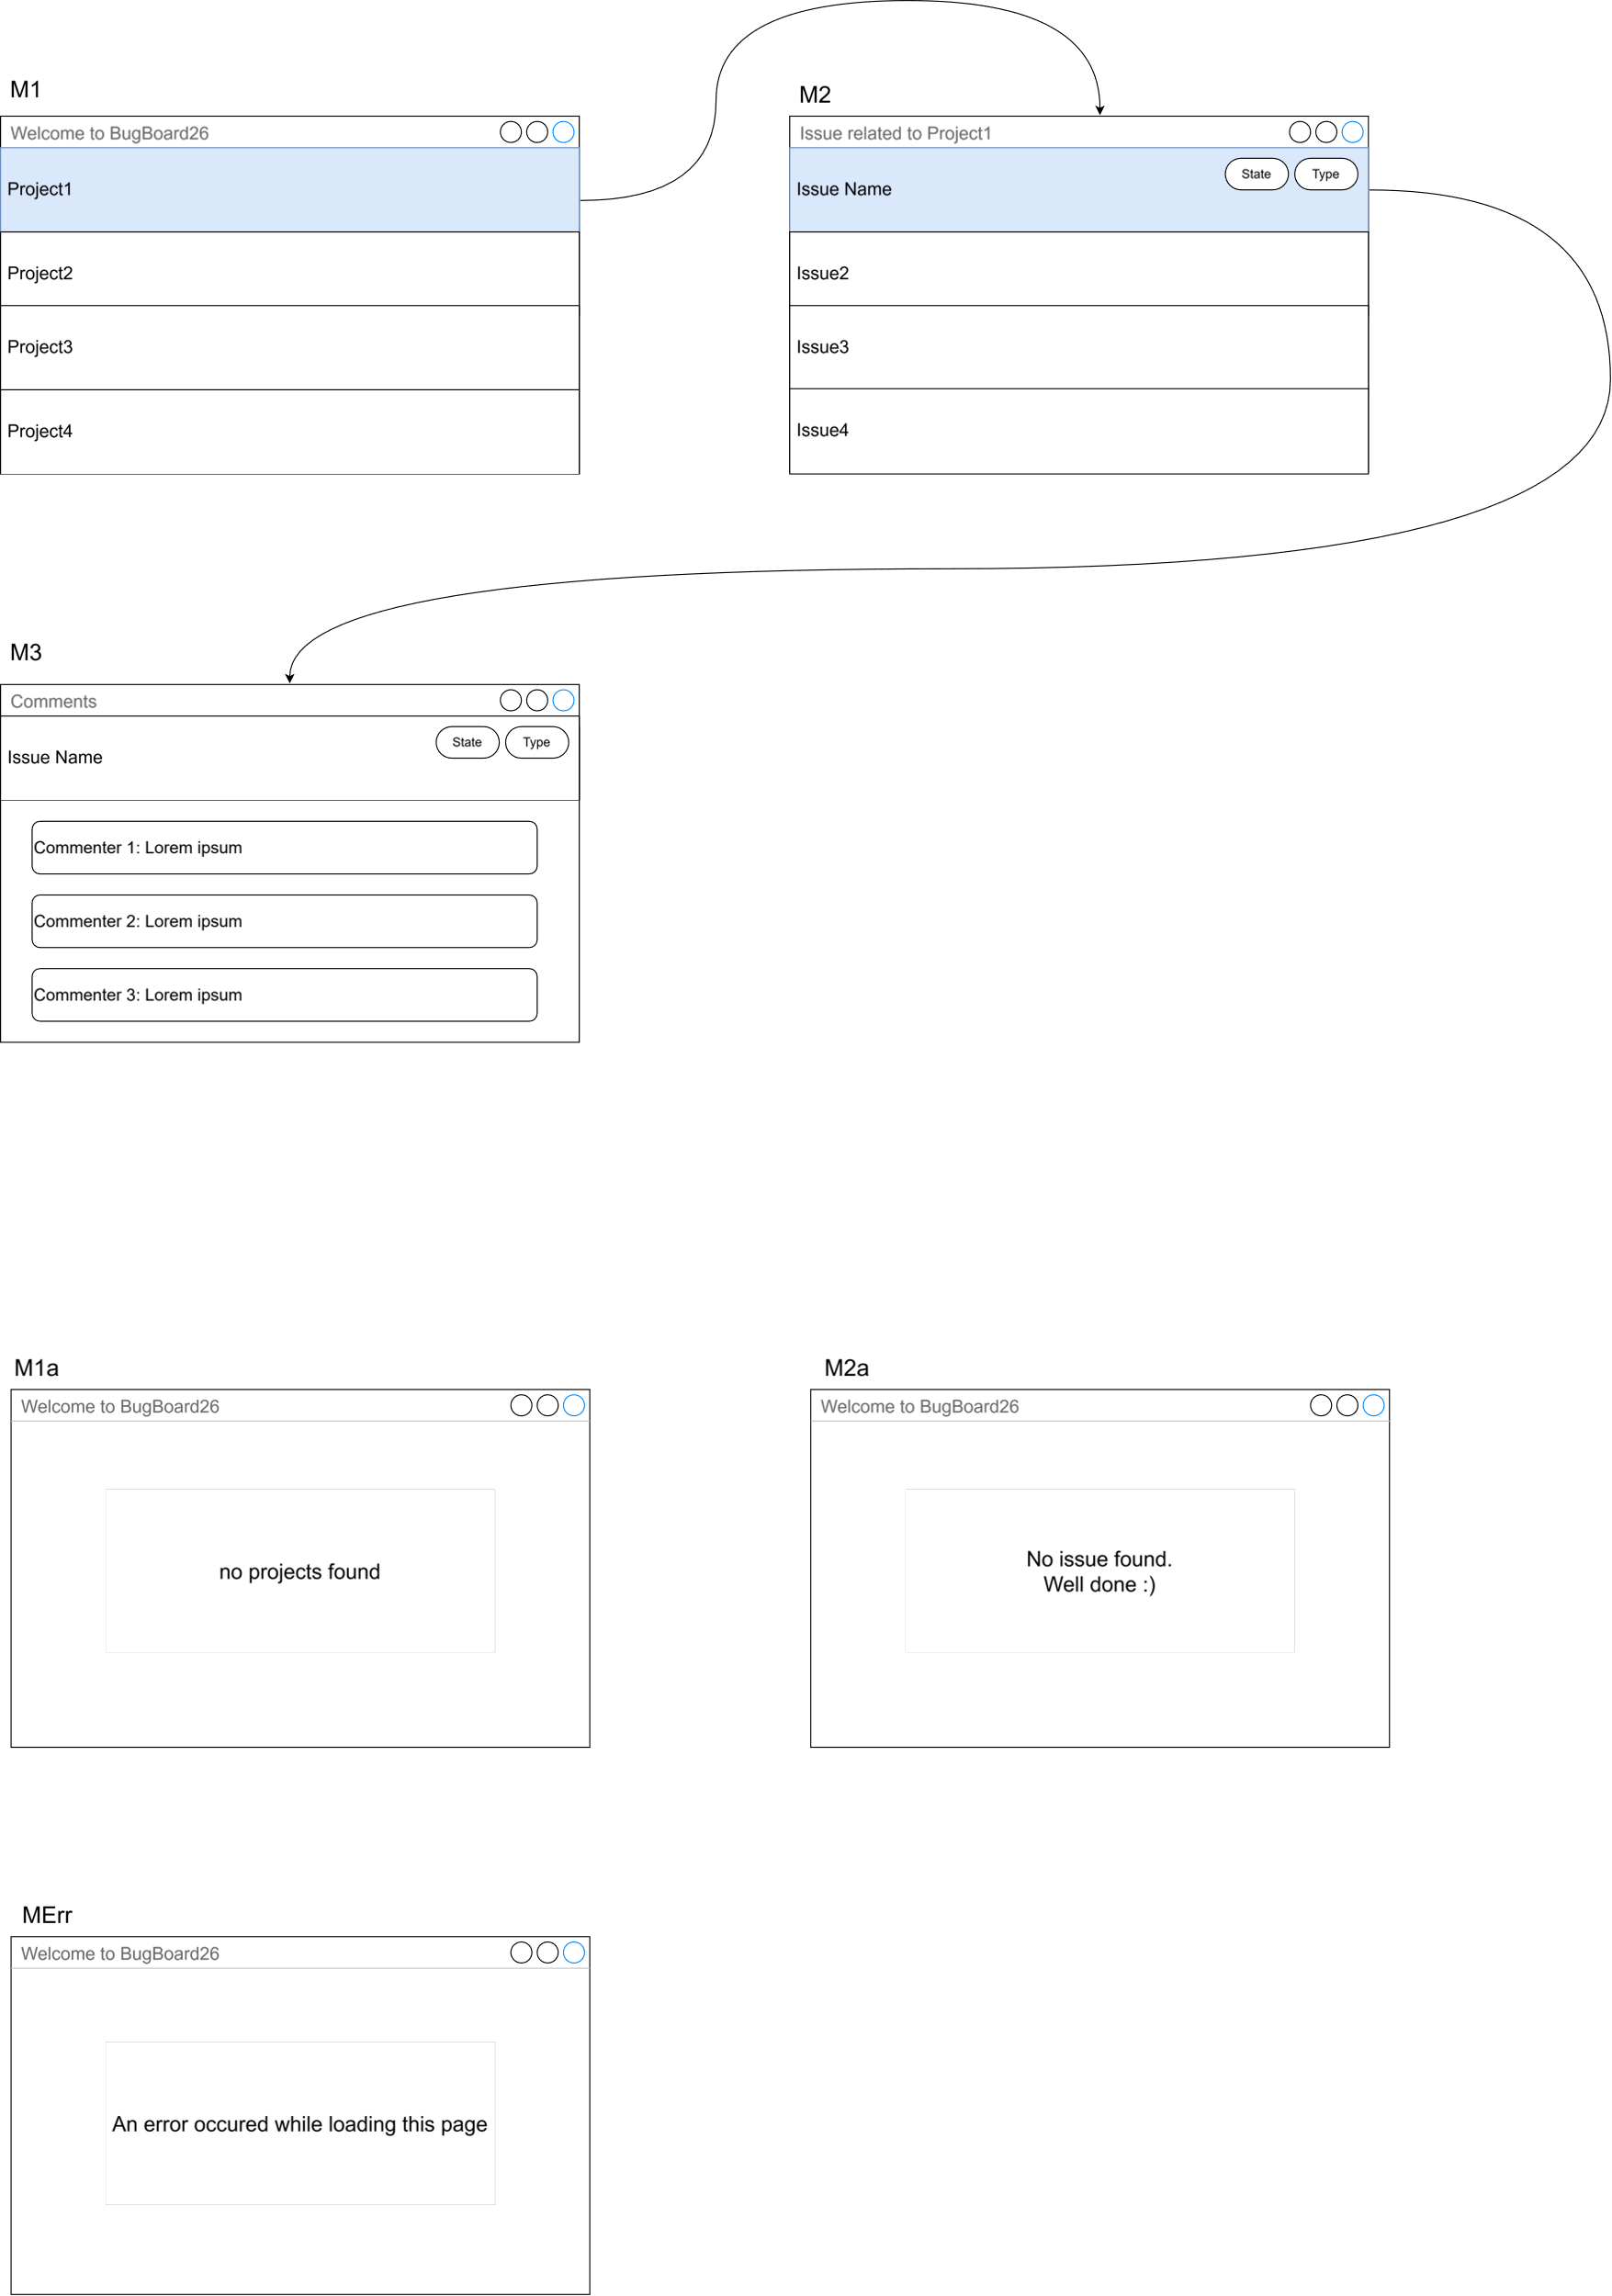 M1
Welcome to BugBoard26
Project1
Project2
Project3
Project4
M2
Issue related to Project1
Issue Name
State
Type
Issue2
Issue3
Issue4
M3
Comments
Issue Name
State
Type
Commenter 1: Lorem ipsum
Commenter 2: Lorem ipsum
Commenter 3: Lorem ipsum
M1a
Welcome to BugBoard26
no projects found
M2a
Welcome to BugBoard26
No issue found.
Well done :)
MErr
Welcome to BugBoard26
An error occured while loading this page